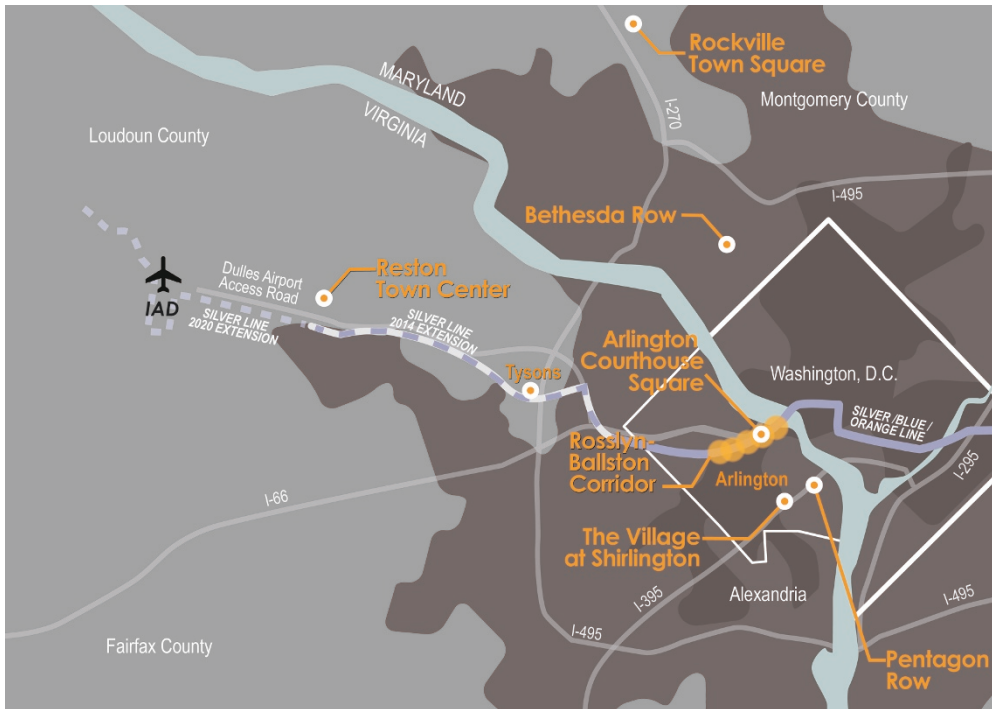 Rockville
Town Square
MARYLAND
VIRGINIA
Montgomery County
I-270
Loudoun County
I-495
Bethesda Row
Dulles Airport
Access Road
Reston
Town Center
IAD
SILVER LINE
2020 EXTENSION
SILVER LINE
2014 EXTENSION
Tysons
Arlington
Courthouse
Square
Washington, D.C.
SILVER /BLUE /
ORANGE LINE
Rosslyn-
Ballston
Corridor
Arlington
I-295
I-66
The Village
at Shirlington
Alexandria
I-395
I-495
I-495
Fairfax County
Pentagon
Row